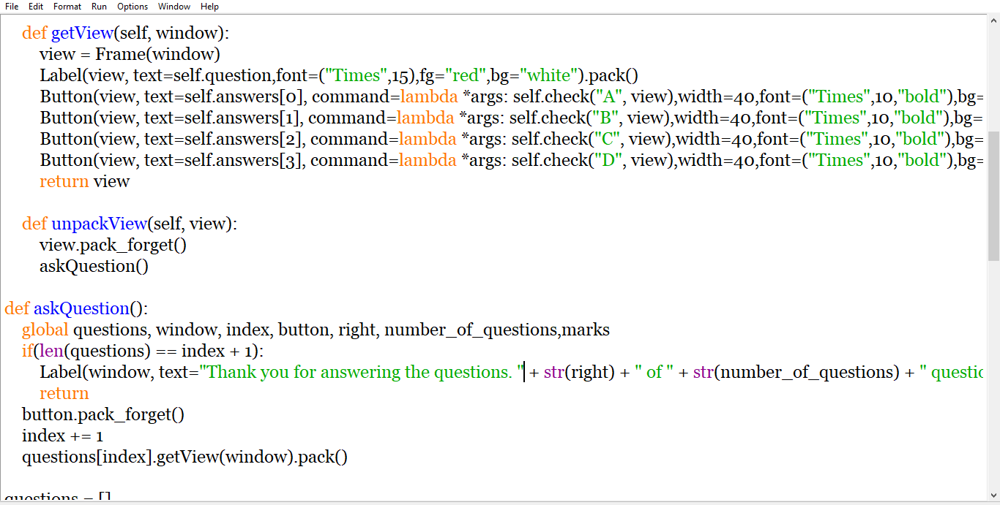 File Edit Format Run Options Window Help
def getView(self, window):
view = Frame(window)
Label(view, text=self.question,font=("Times",15),fg="red",bg="white").pack()
Button(view, text=self.answers[0], command=lambda *args: self.check("A", view),width=40,font=("Times",10,"bold"),bg=
Button(view, text=self.answers[1], command=lambda *args: self.check("B", view),width=40,font=("Times",10,"bold"),bg=
Button(view, text=self.answers[2], command=lambda *args: self.check("C", view),width=40,font=("Times",10,"bold"),bg=
Button(view, text=self.answers[3], command=lambda *args: self.check("D", view),width=40,font=("Times",10,"bold"),bg=
return view
def unpackView(self, view):
view.pack_forget()
askQuestion()
def askQuestion():
global questions, window, index, button, right, number_of_questions,marks
if(len(questions) == index + 1):
Label(window, text="Thank you for answering the questions. " + str(right) + " of " + str(number_of_questions) + " questio
return
button.pack_forget()
index += 1
questions[index].getView(window).pack()
questions = []